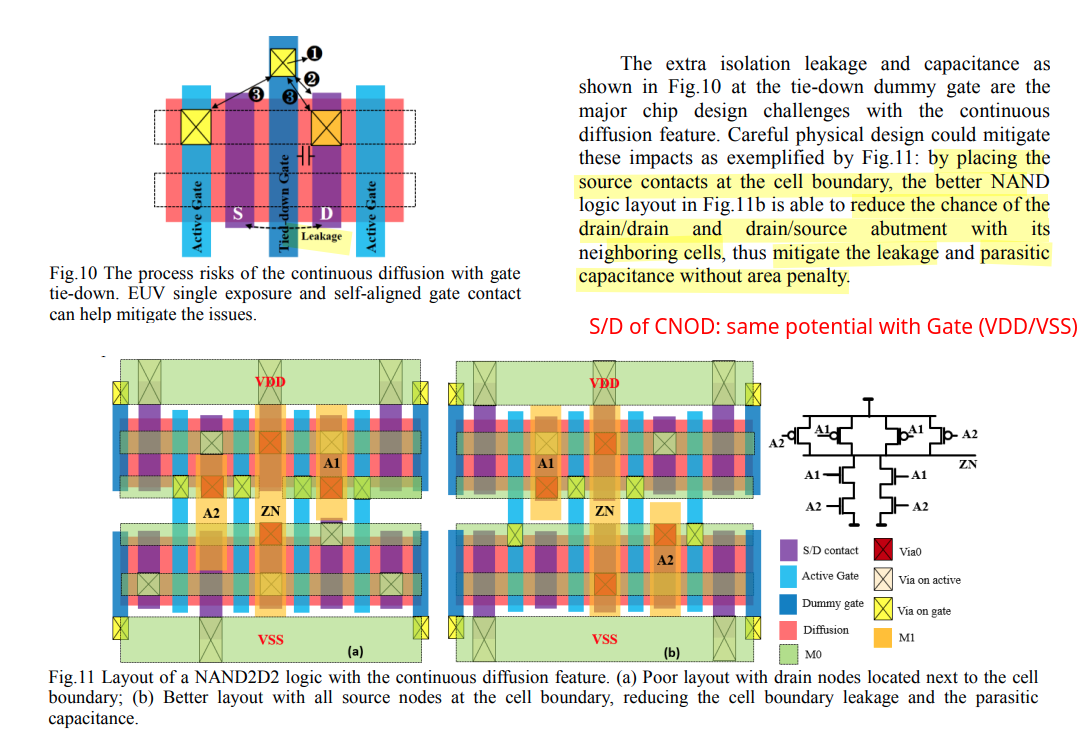 ❶
❷
❸
❸
Active Gate
S
Tied-down Gate
D
Active Gate
Leakage
Fig.10 The process risks of the continuous diffusion with gate
tie-down. EUV single exposure and self-aligned gate contact
can help mitigate the issues.
The extra isolation leakage and capacitance as
shown in Fig.10 at the tie-down dummy gate are the
major chip design challenges with the continuous
diffusion feature. Careful physical design could mitigate
these impacts as exemplified by Fig.11: by placing the
source contacts at the cell boundary, the better NAND
logic layout in Fig.11b is able to reduce the chance of the
drain/drain and drain/source abutment with its
neighboring cells, thus mitigate the leakage and parasitic
capacitance without area penalty.
S/D of CNOD: same potential with Gate (VDD/VSS)
VDD
A1
A2
ZN
VSS
(a)
VDD
A1
ZN
A2
VSS
(b)
A2
A1
A1
A2
ZN
A1
A1
A2
A2
S/D contact
Active Gate
Dummy gate
Diffusion
M0
Via0
Via on active
Via on gate
M1
Fig.11 Layout of a NAND2D2 logic with the continuous diffusion feature. (a) Poor layout with drain nodes located next to the cell
boundary; (b) Better layout with all source nodes at the cell boundary, reducing the cell boundary leakage and the parasitic
capacitance.